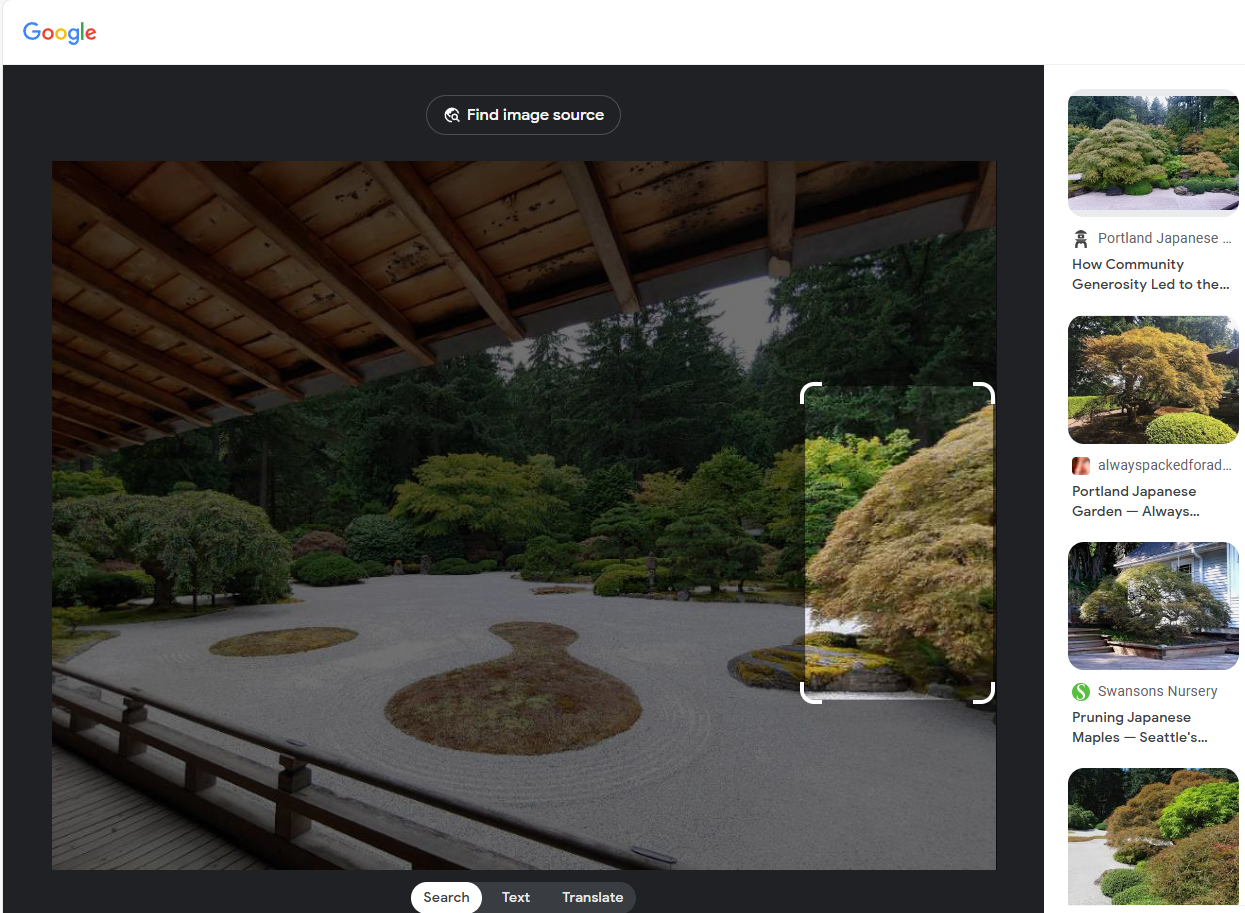 Google
Find image source
Portland Japanese ...
How Community
Generosity Led to the...
alwayspackedforad...
Portland Japanese
Garden — Always...
Swansons Nursery
Pruning Japanese
Maples — Seattle's...
Search
Text
Translate